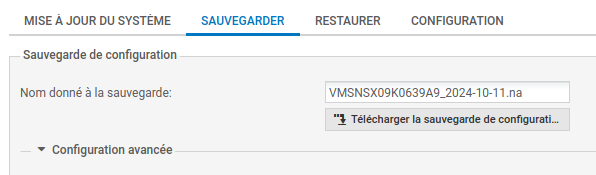 MISE À JOUR DU SYSTÈME SAUVEGARDER RESTAURER CONFIGURATION
Sauvegarde de configuration
Nom donné à la sauvegarde: VMSNSX09K0639A9_2024-10-11.na
Télécharger la sauvegarde de configurati...
Configuration avancée